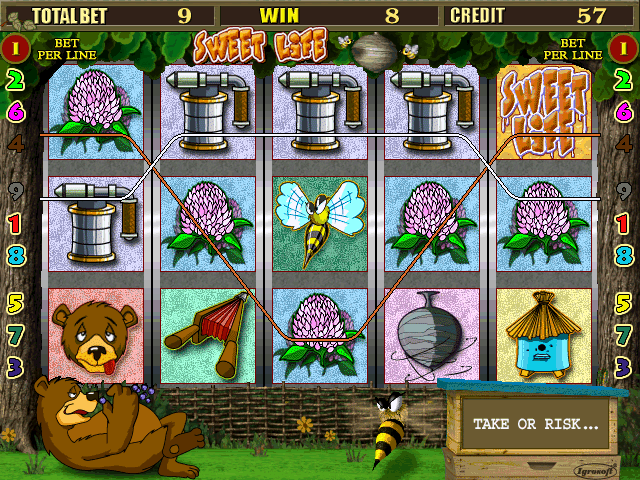 TOTAL BET 9 WIN 8 CREDIT 57
1 BET PER LINE SWEET LIFE BET PER LINE 1
2 2
6 SWEET LIFE 6
4 4
9 9
1 1
8 8
5 5
7 7
3 3
TAKE OR RISK...
Igrosoft